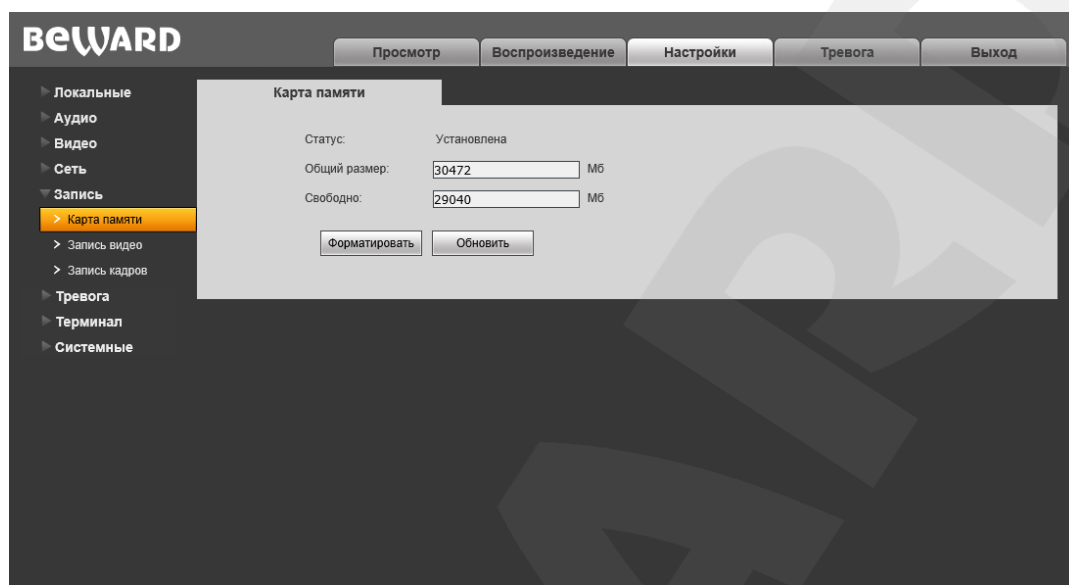 BEWARD
Просмотр Воспроизведение Настройки Тревога Выход
Локальные
Аудио
Видео
Сеть
Запись
Карта памяти
Запись видео
Запись кадров
Тревога
Терминал
Системные
Карта памяти
Статус: Установлена
Общий размер: 30472 Мб
Свободно: 29040 Мб
Форматировать Обновить